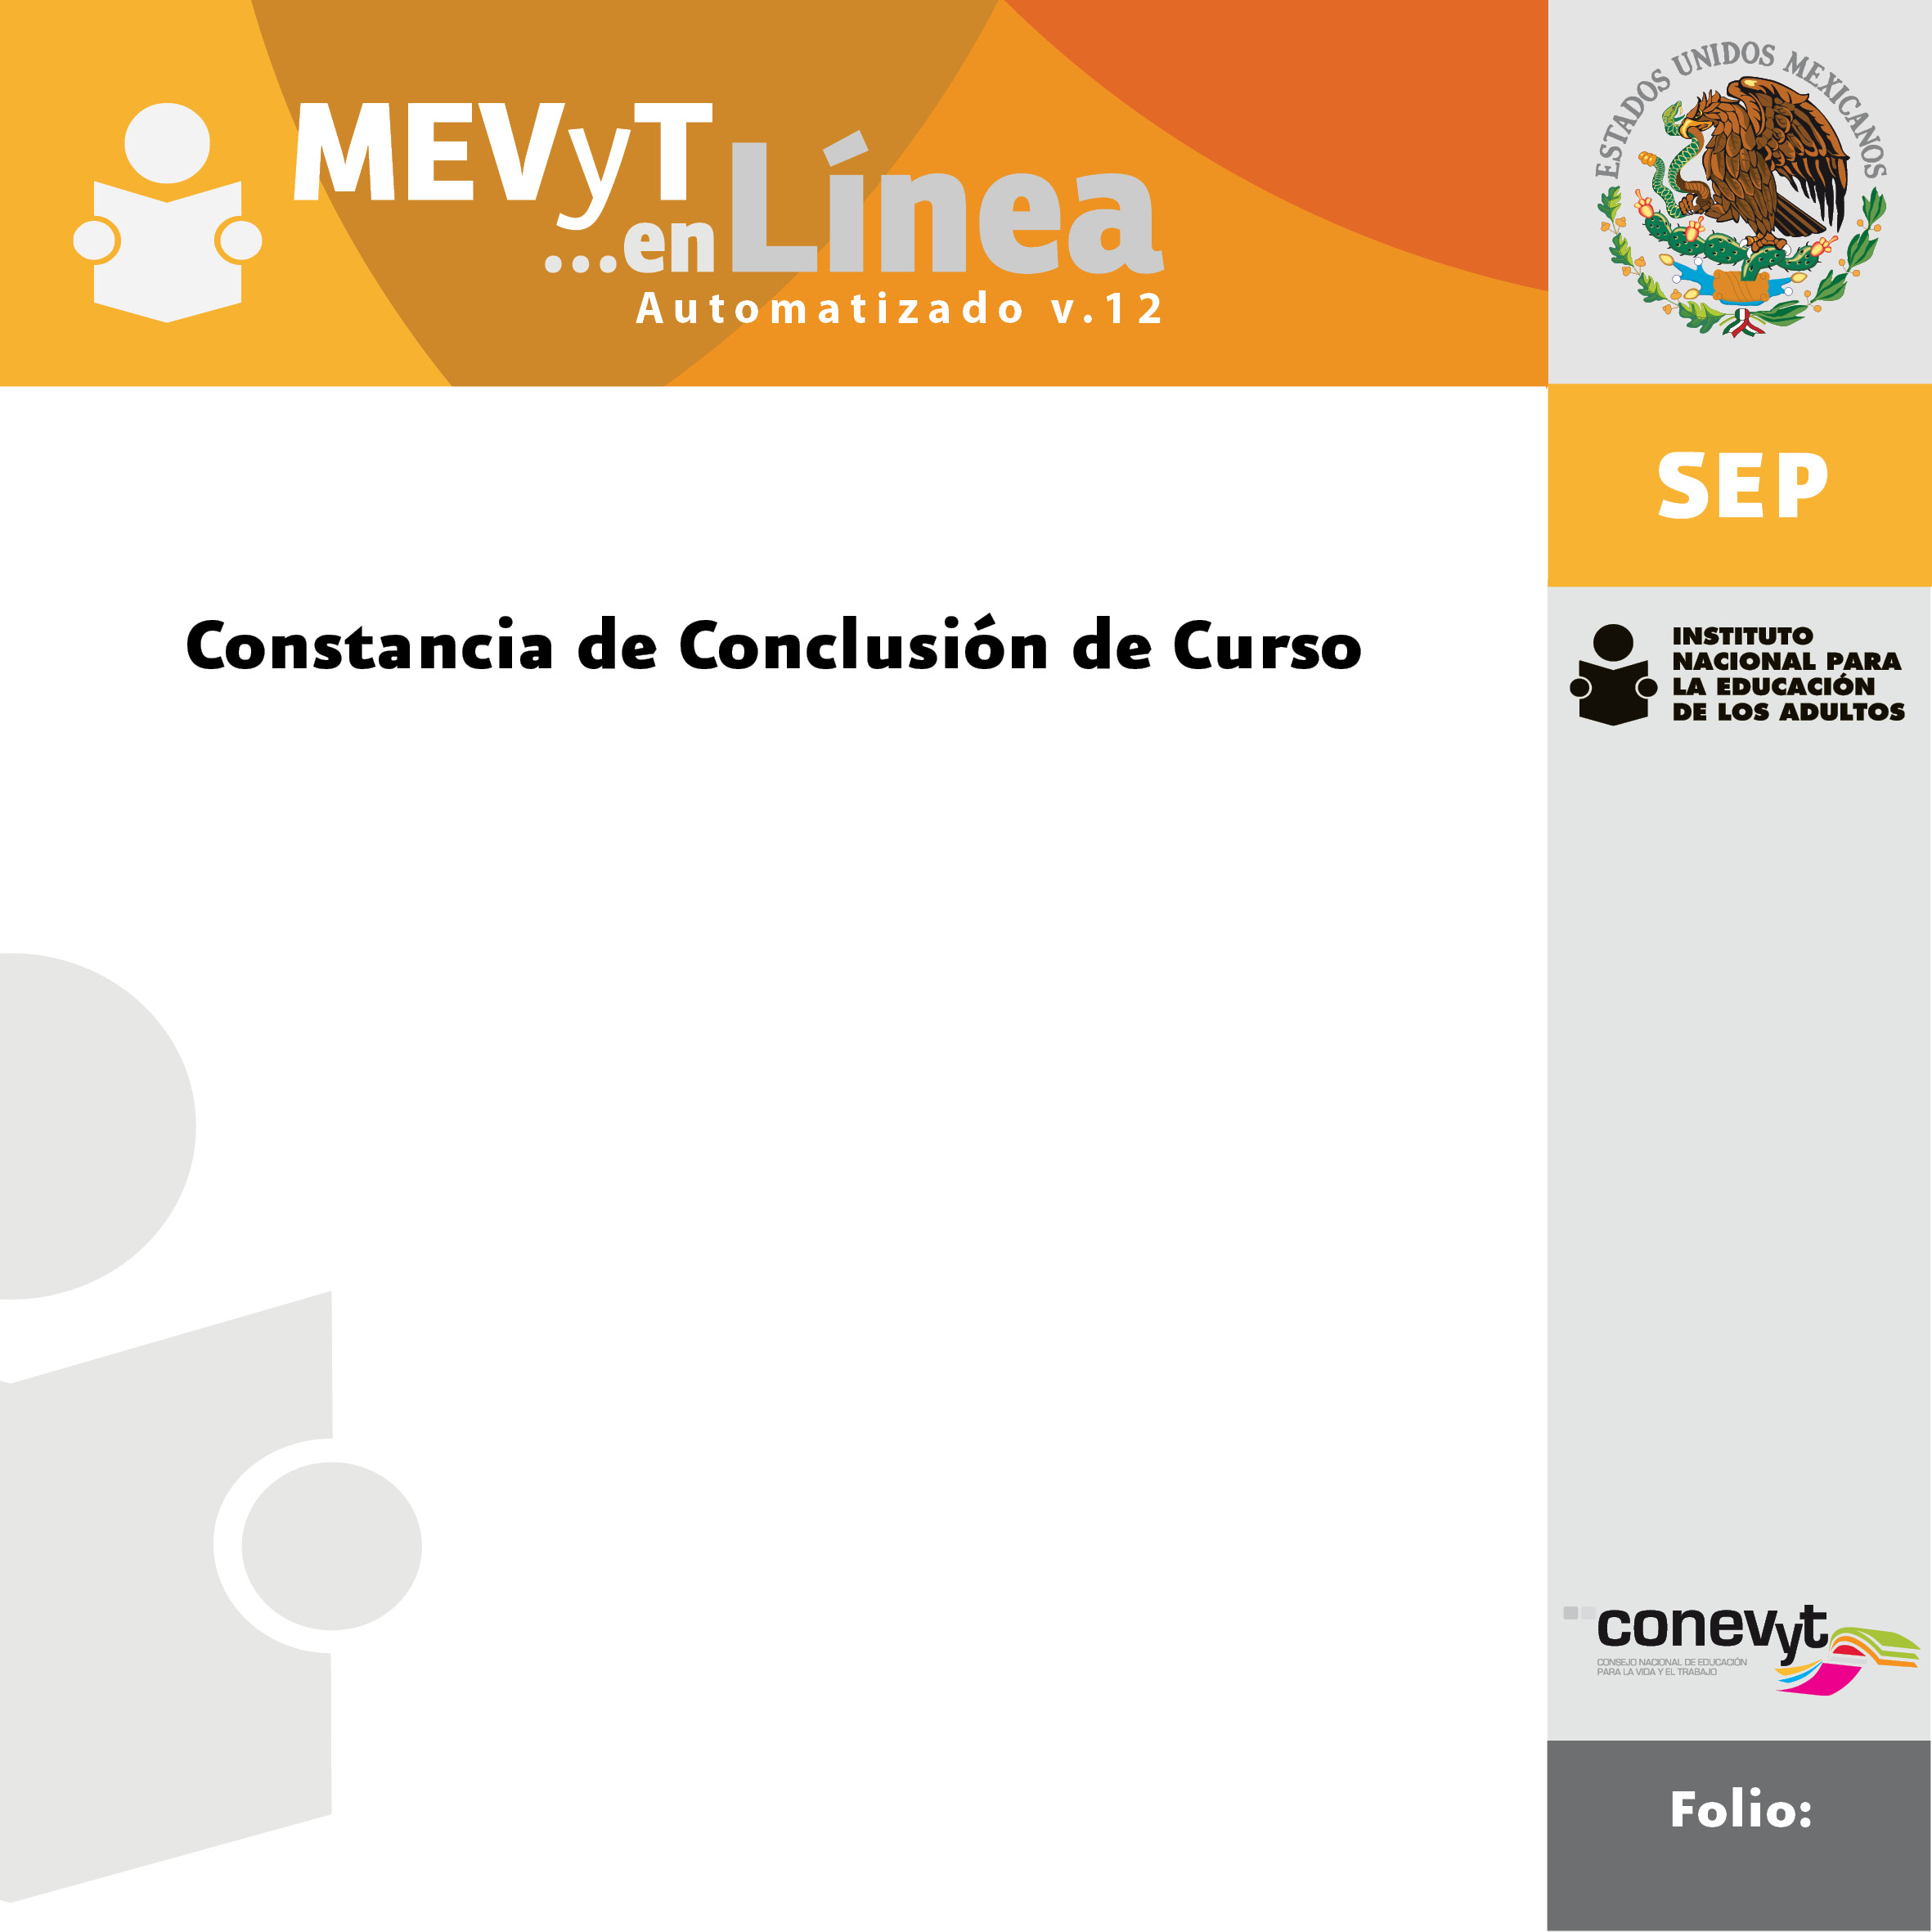 MEVyT
...en Línea
Automatizado v.12
ESTADOS UNIDOS MEXICANOS
SEP
Constancia de Conclusión de Curso
INSTITUTO
NACIONAL PARA
LA EDUCACIÓN
DE LOS ADULTOS
conevyt
CONSEJO NACIONAL DE EDUCACIÓN
PARA LA VIDA Y EL TRABAJO
Folio: